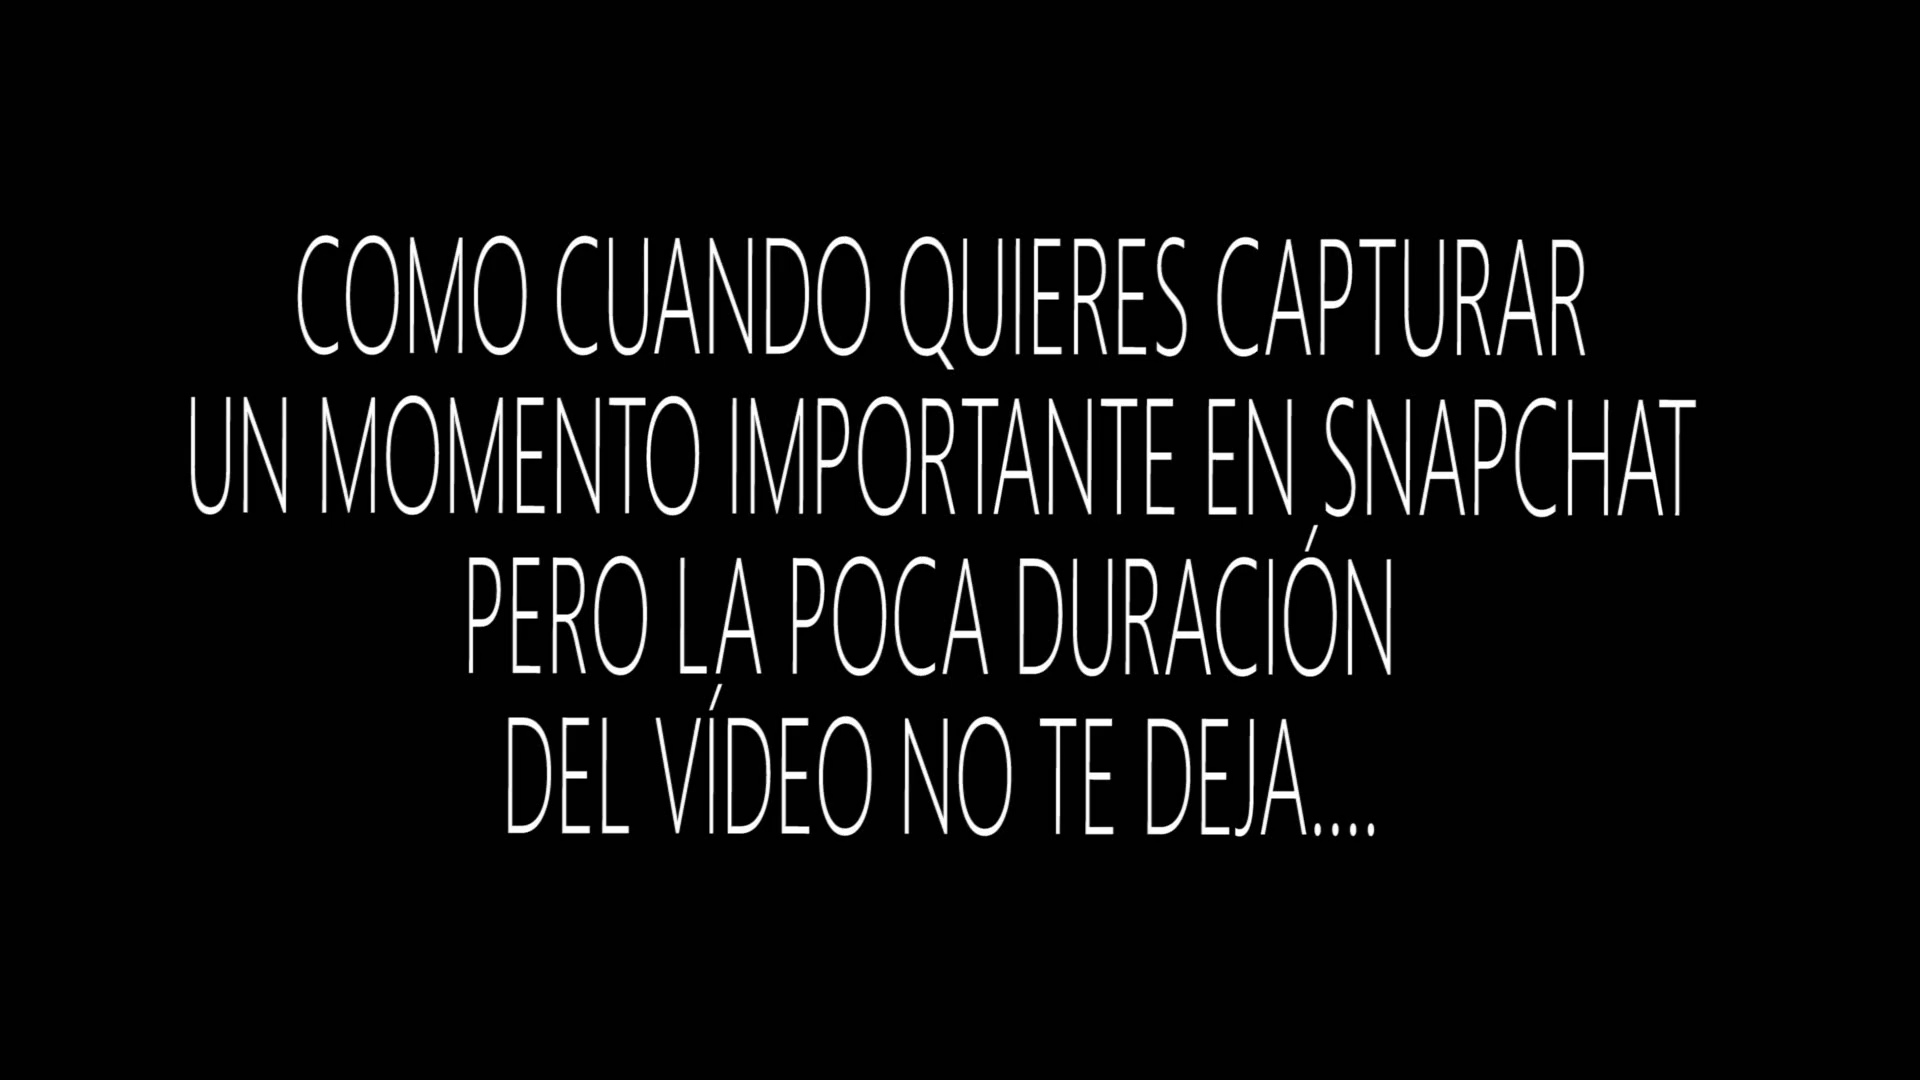 COMO CUANDO QUIERES CAPTURAR
UN MOMENTO IMPORTANTE EN SNAPCHAT
PERO LA POCA DURACIÓN
DEL VÍDEO NO TE DEJA....